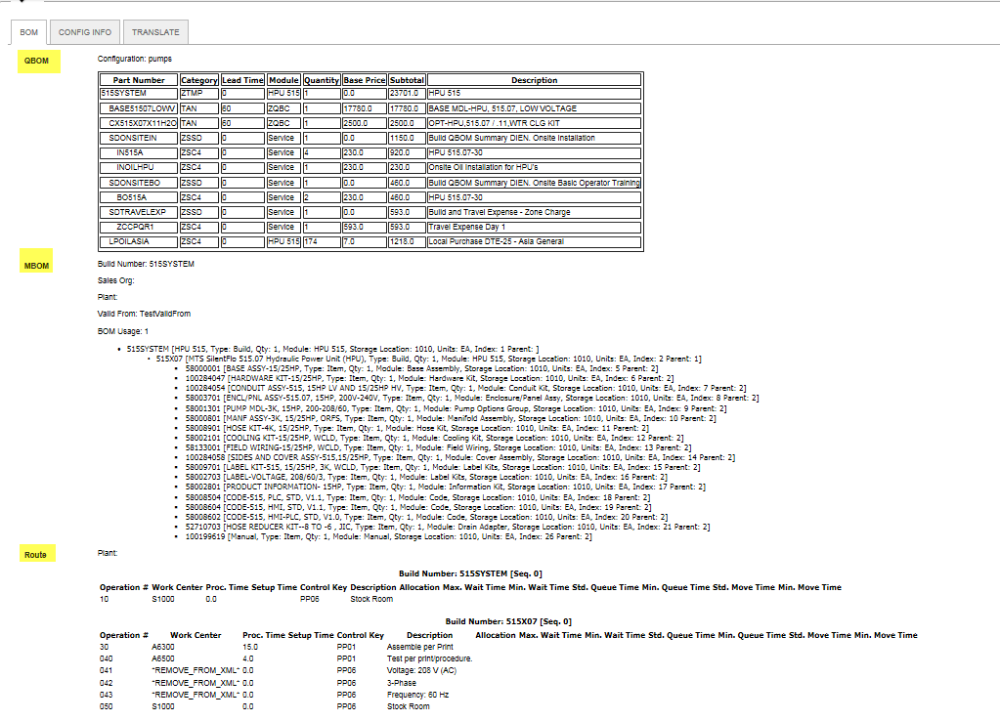 BOM CONFIG INFO TRANSLATE
QBOM
Configuration: pumps
Part Number Category Lead Time Module Quantity Base Price Subtotal Description
515SYSTEM ZTMP 0 HPU 515 1 0.0 23701.0 HPU 515
BASE51507LOWV TAN 60 ZQBC 1 17780.0 17780.0 BASE MDL-HPU, 515.07, LOW VOLTAGE
CX515X07X11H2O TAN 60 ZQBC 1 2500.0 2500.0 OPT-HPU,515.07 / .11,WTR CLG KIT
SDONSITEIN ZSSD 0 Service 1 0.0 1150.0 Build QBOM Summary DIEN. Onsite Installation
IN515A ZSC4 0 Service 4 230.0 920.0 HPU 515.07-30
INOILHPU ZSC4 0 Service 1 230.0 230.0 Onsite Oil Installation for HPU's
SDONSITEBO ZSSD 0 Service 1 0.0 460.0 Build QBOM Summary DIEN. Onsite Basic Operator Training
BO515A ZSC4 0 Service 2 230.0 460.0 HPU 515.07-30
SDTRAVELEXP ZSSD 0 Service 1 0.0 593.0 Build and Travel Expense - Zone Charge
ZCCPQR1 ZSC4 0 Service 1 593.0 593.0 Travel Expense Day 1
LPOILASIA ZSC4 0 HPU 515 174 7.0 1218.0 Local Purchase DTE-25 - Asia General
MBOM
Build Number: 515SYSTEM
Sales Org:
Plant:
Valid From: TestValidFrom
BOM Usage: 1
• 515SYSTEM [HPU 515, Type: Build, Qty: 1, Module: HPU 515, Storage Location: 1010, Units: EA, Index: 1 Parent: ]
• 515X07 [MTS SilentFlo 515.07 Hydraulic Power Unit (HPU), Type: Build, Qty: 1, Module: HPU 515, Storage Location: 1010, Units: EA, Index: 2 Parent: 1]
▪ 58000001 [BASE ASSY-15/25HP, Type: Item, Qty: 1, Module: Base Assembly, Storage Location: 1010, Units: EA, Index: 5 Parent: 2]
▪ 100284047 [HARDWARE KIT-15/25HP, Type: Item, Qty: 1, Module: Hardware Kit, Storage Location: 1010, Units: EA, Index: 6 Parent: 2]
▪ 100284054 [CONDUIT ASSY-515, 15HP LV AND 15/25HP HV, Type: Item, Qty: 1, Module: Conduit Kit, Storage Location: 1010, Units: EA, Index: 7 Parent: 2]
▪ 58003701 [ENCL/PNL ASSY-515.07, 15HP, 200V-240V, Type: Item, Qty: 1, Module: Enclosure/Panel Assy, Storage Location: 1010, Units: EA, Index: 8 Parent: 2]
▪ 58001301 [PUMP MDL-3K, 15HP, 200-208/60, Type: Item, Qty: 1, Module: Pump Options Group, Storage Location: 1010, Units: EA, Index: 9 Parent: 2]
▪ 58000801 [MANF ASSY-3K, 15/25HP, ORFS, Type: Item, Qty: 1, Module: Manifold Assembly, Storage Location: 1010, Units: EA, Index: 10 Parent: 2]
▪ 58008901 [HOSE KIT-4K, 15/25HP, Type: Item, Qty: 1, Module: Hose Kit, Storage Location: 1010, Units: EA, Index: 11 Parent: 2]
▪ 58002101 [COOLING KIT-15/25HP, WCLD, Type: Item, Qty: 1, Module: Cooling Kit, Storage Location: 1010, Units: EA, Index: 12 Parent: 2]
▪ 58133001 [FIELD WIRING-15/25HP, WCLD, Type: Item, Qty: 1, Module: Field Wiring, Storage Location: 1010, Units: EA, Index: 13 Parent: 2]
▪ 100284058 [SIDES AND COVER ASSY-515,15/25HP, Type: Item, Qty: 1, Module: Cover Assembly, Storage Location: 1010, Units: EA, Index: 14 Parent: 2]
▪ 58009701 [LABEL KIT-515, 15/25HP, 3K, WCLD, Type: Item, Qty: 1, Module: Label Kits, Storage Location: 1010, Units: EA, Index: 15 Parent: 2]
▪ 58002703 [LABEL-VOLTAGE, 208/60/3, Type: Item, Qty: 1, Module: Label Kits, Storage Location: 1010, Units: EA, Index: 16 Parent: 2]
▪ 58002801 [PRODUCT INFORMATION- 15HP, Type: Item, Qty: 1, Module: Information Kit, Storage Location: 1010, Units: EA, Index: 17 Parent: 2]
▪ 58008504 [CODE-515, PLC, STD, V1.1, Type: Item, Qty: 1, Module: Code, Storage Location: 1010, Units: EA, Index: 18 Parent: 2]
▪ 58008604 [CODE-515, HMI, STD, V1.1, Type: Item, Qty: 1, Module: Code, Storage Location: 1010, Units: EA, Index: 19 Parent: 2]
▪ 58008602 [CODE-515, HMI-PLC, STD, V1.0, Type: Item, Qty: 1, Module: Code, Storage Location: 1010, Units: EA, Index: 20 Parent: 2]
▪ 52710703 [HOSE REDUCER KIT--8 TO -6 , JIC, Type: Item, Qty: 1, Module: Drain Adapter, Storage Location: 1010, Units: EA, Index: 21 Parent: 2]
▪ 100199619 [Manual, Type: Item, Qty: 1, Module: Manual, Storage Location: 1010, Units: EA, Index: 26 Parent: 2]
Route
Plant:
Build Number: 515SYSTEM [Seq. 0]
Operation # Work Center Proc. Time Setup Time Control Key Description Allocation Max. Wait Time Min. Wait Time Std. Queue Time Min. Queue Time Std. Move Time Min. Move Time
10 S1000 0.0 PP06 Stock Room
Build Number: 515X07 [Seq. 0]
Operation # Work Center Proc. Time Setup Time Control Key Description Allocation Max. Wait Time Min. Wait Time Std. Queue Time Min. Queue Time Std. Move Time Min. Move Time
30 A6300 15.0 PP01 Assemble per Print
040 A6500 4.0 PP01 Test per print/procedure.
041 *REMOVE_FROM_XML* 0.0 PP06 Voltage: 208 V (AC)
042 *REMOVE_FROM_XML* 0.0 PP06 3-Phase
043 *REMOVE_FROM_XML* 0.0 PP06 Frequency: 60 Hz
050 S1000 0.0 PP06 Stock Room